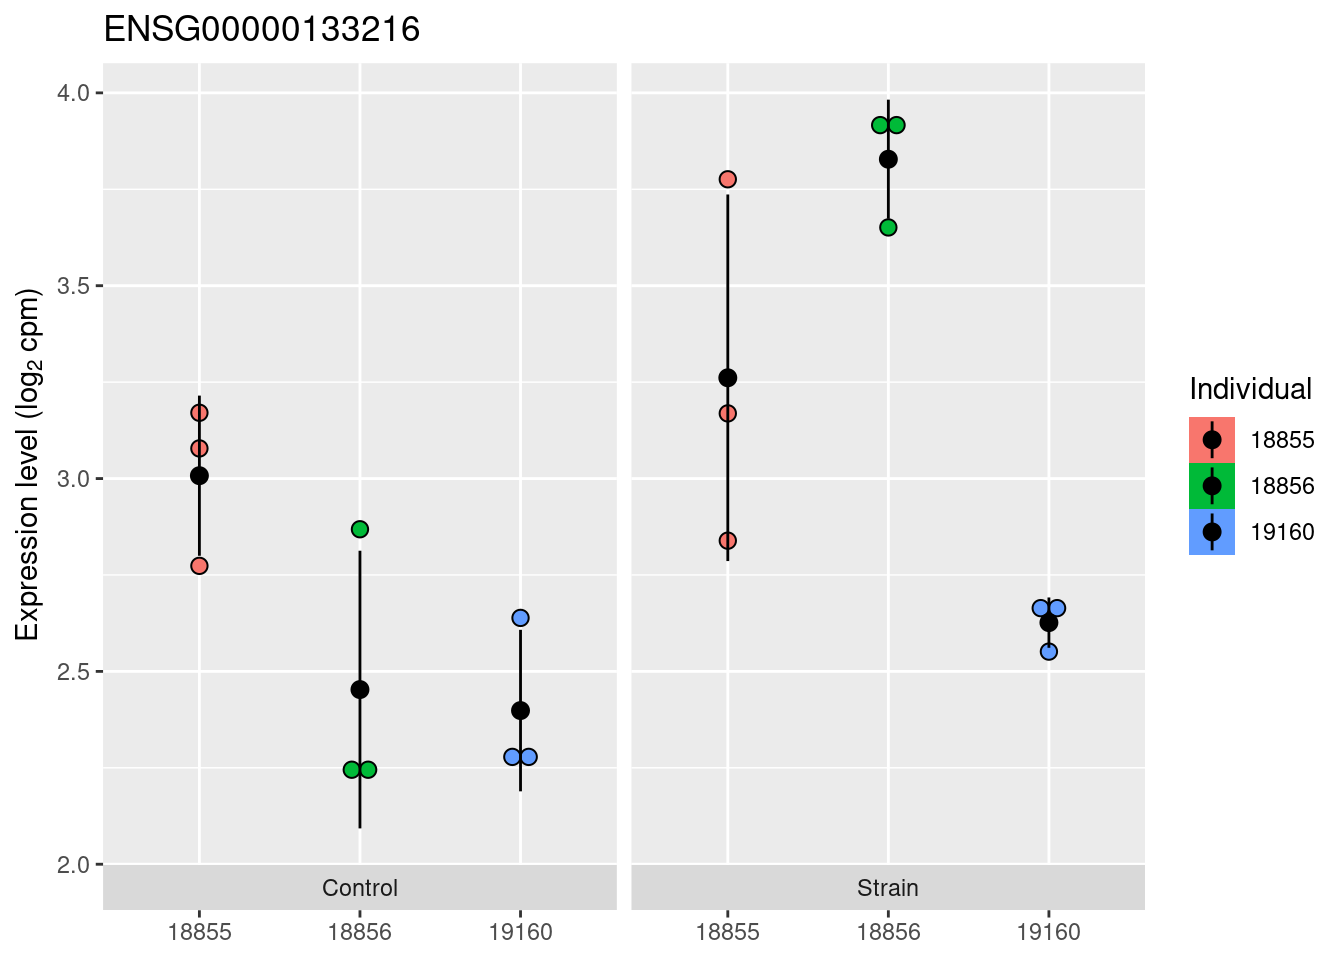 ENSG00000133216
Expression level (log2 cpm)
4.0
3.5
3.0
2.5
2.0
Control
Strain
18855
18856
19160
18855
18856
19160
Individual
18855
18856
19160